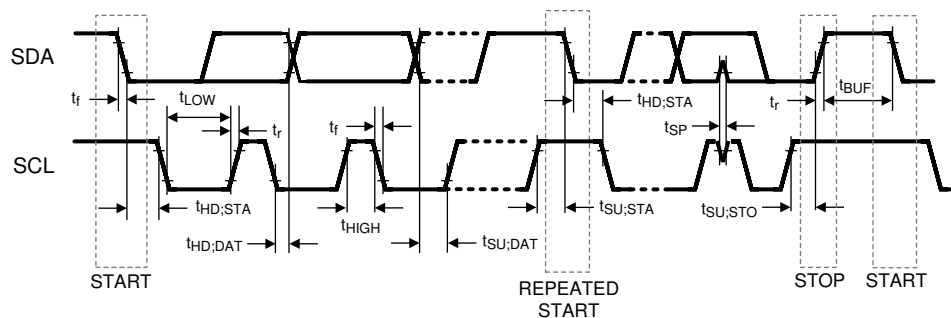 SDA
t_f
t_LOW
t_r
t_f
t_HD;STA
t_SP
t_r
t_BUF
SCL
t_HD;STA
t_HD;DAT
t_HIGH
t_SU;DAT
t_SU;STA
t_SU;STO
START
REPEATED
START
STOP
START